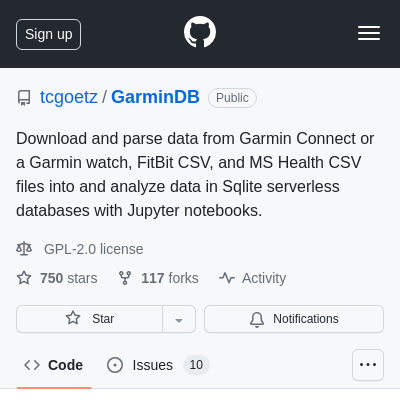 Sign up
tcgoetz / GarminDB Public
Download and parse data from Garmin Connect or
a Garmin watch, FitBit CSV, and MS Health CSV
files into and analyze data in Sqlite serverless
databases with Jupyter notebooks.
GPL-2.0 license
750 stars 117 forks Activity
Star Notifications
Code Issues 10